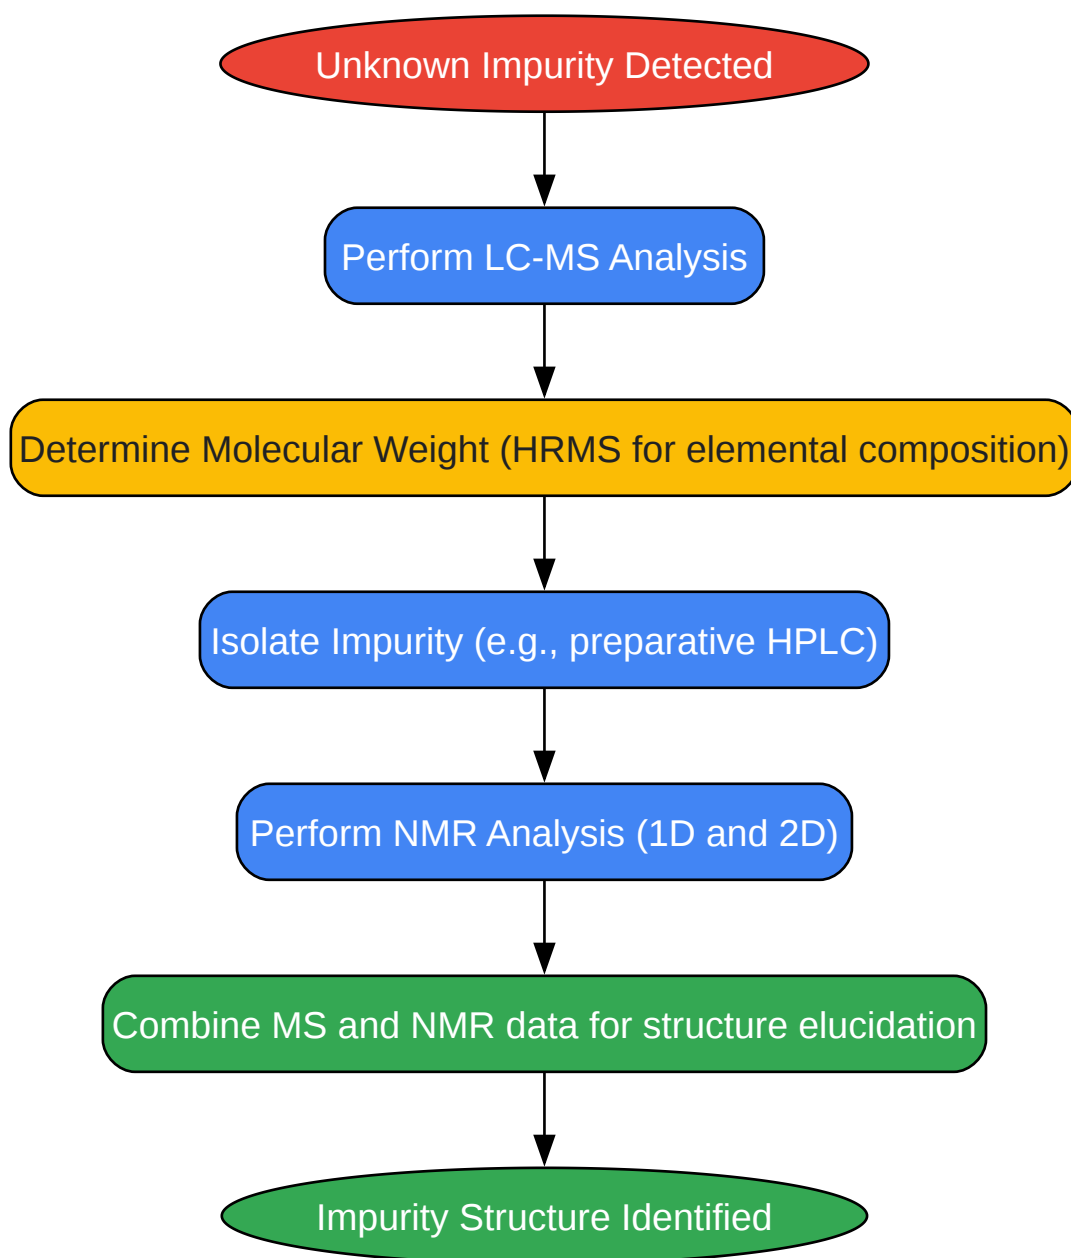 Unknown Impurity Detected
Perform LC-MS Analysis
Determine Molecular Weight (HRMS for elemental composition)
Isolate Impurity (e.g., preparative HPLC)
Perform NMR Analysis (1D and 2D)
Combine MS and NMR data for structure elucidation
Impurity Structure Identified